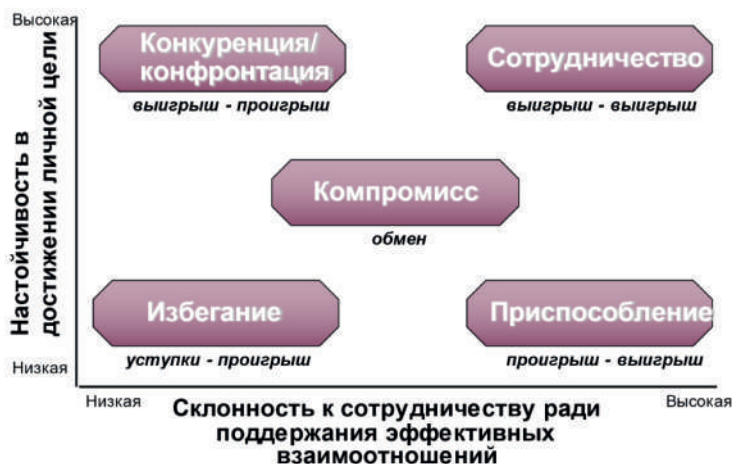 Высокая
Настойчивость в
достижении личной цели
Низкая
Конкуренция/
конфронтация
выигрыш - проигрыш
Сотрудничество
выигрыш - выигрыш
Компромисс
обмен
Избегание
уступки - проигрыш
Приспособление
проигрыш - выигрыш
Низкая
Склонность к сотрудничеству ради
поддержания эффективных
взаимоотношений
Высокая